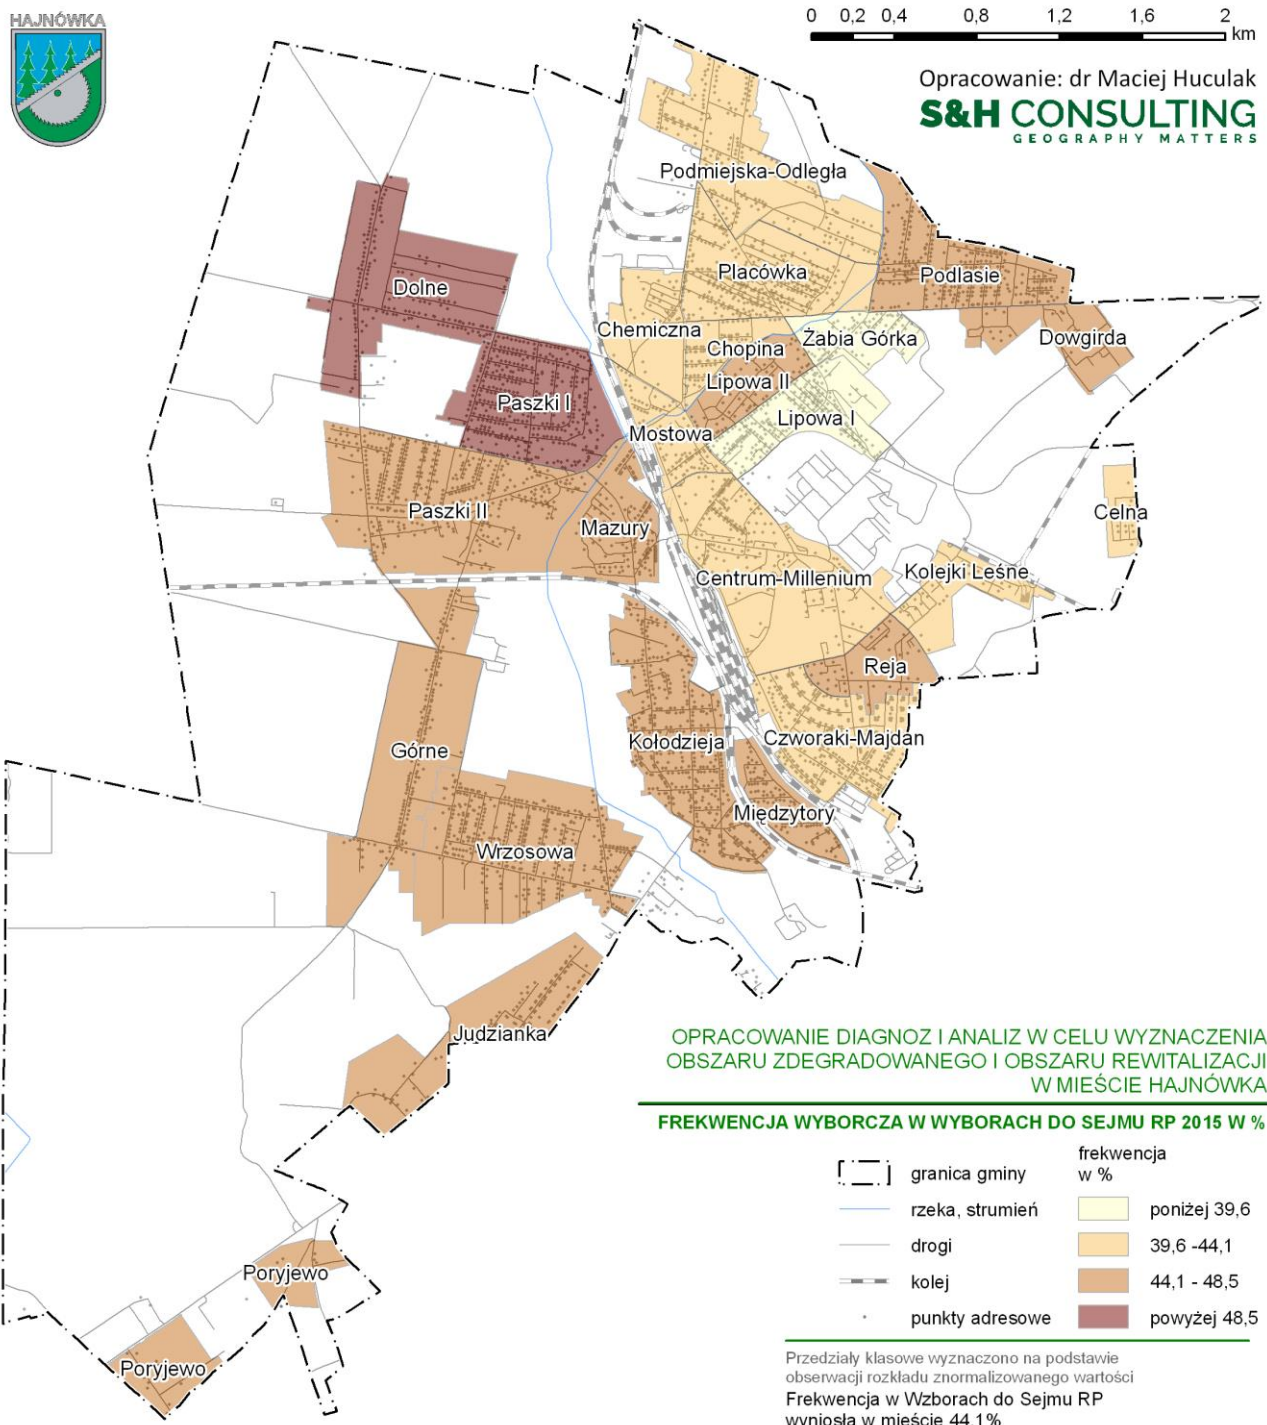 HAJNÓWKA
0 0,2 0,4 0,8 1,2 1,6 2
km
Opracowanie: dr Maciej Huculak
S&H CONSULTING
GEOGRAPHY MATTERS
Podmiejska-Odległa
Placówka
Podlasie
Dolne
Chemiczna
Chopina
Żabia Górka
Dowgirda
Lipowa II
Paszki I
Lipowa I
Mostowa
Paszki II
Mazury
Celna
Centrum-Millenium
Kolejki Leśne
Reja
Górne
Kołodzieja
Czworaki-Majdan
Międzytory
Wrzosowa
Judzianka
Poryjewo
Poryjewo
OPRACOWANIE DIAGNOZ I ANALIZ W CELU WYZNACZENIA
OBSZARU ZDEGRADOWANEGO I OBSZARU REWITALIZACJI
W MIEŚCIE HAJNÓWKA
FREKWENCJA WYBORCZA W WYBORACH DO SEJMU RP 2015 W %
granica gminy
rzeka, strumień
drogi
kolej
punkty adresowe
frekwencja
w %
poniżej 39,6
39,6 -44,1
44,1 - 48,5
powyżej 48,5
Przedziały klasowe wyznaczono na podstawie
obserwacji rozkładu znormalizowanego wartości
Frekwencja w Wzborach do Sejmu RP
wyniosła w mieście 44,1%